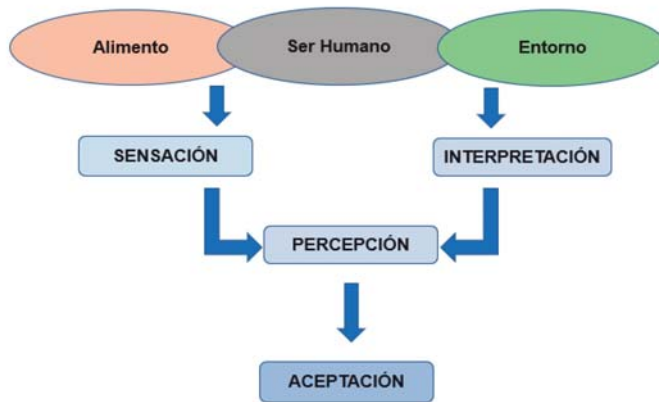 Alimento
Ser Humano
Entorno
SENSACIÓN
INTERPRETACIÓN
PERCEPCIÓN
ACEPTACIÓN